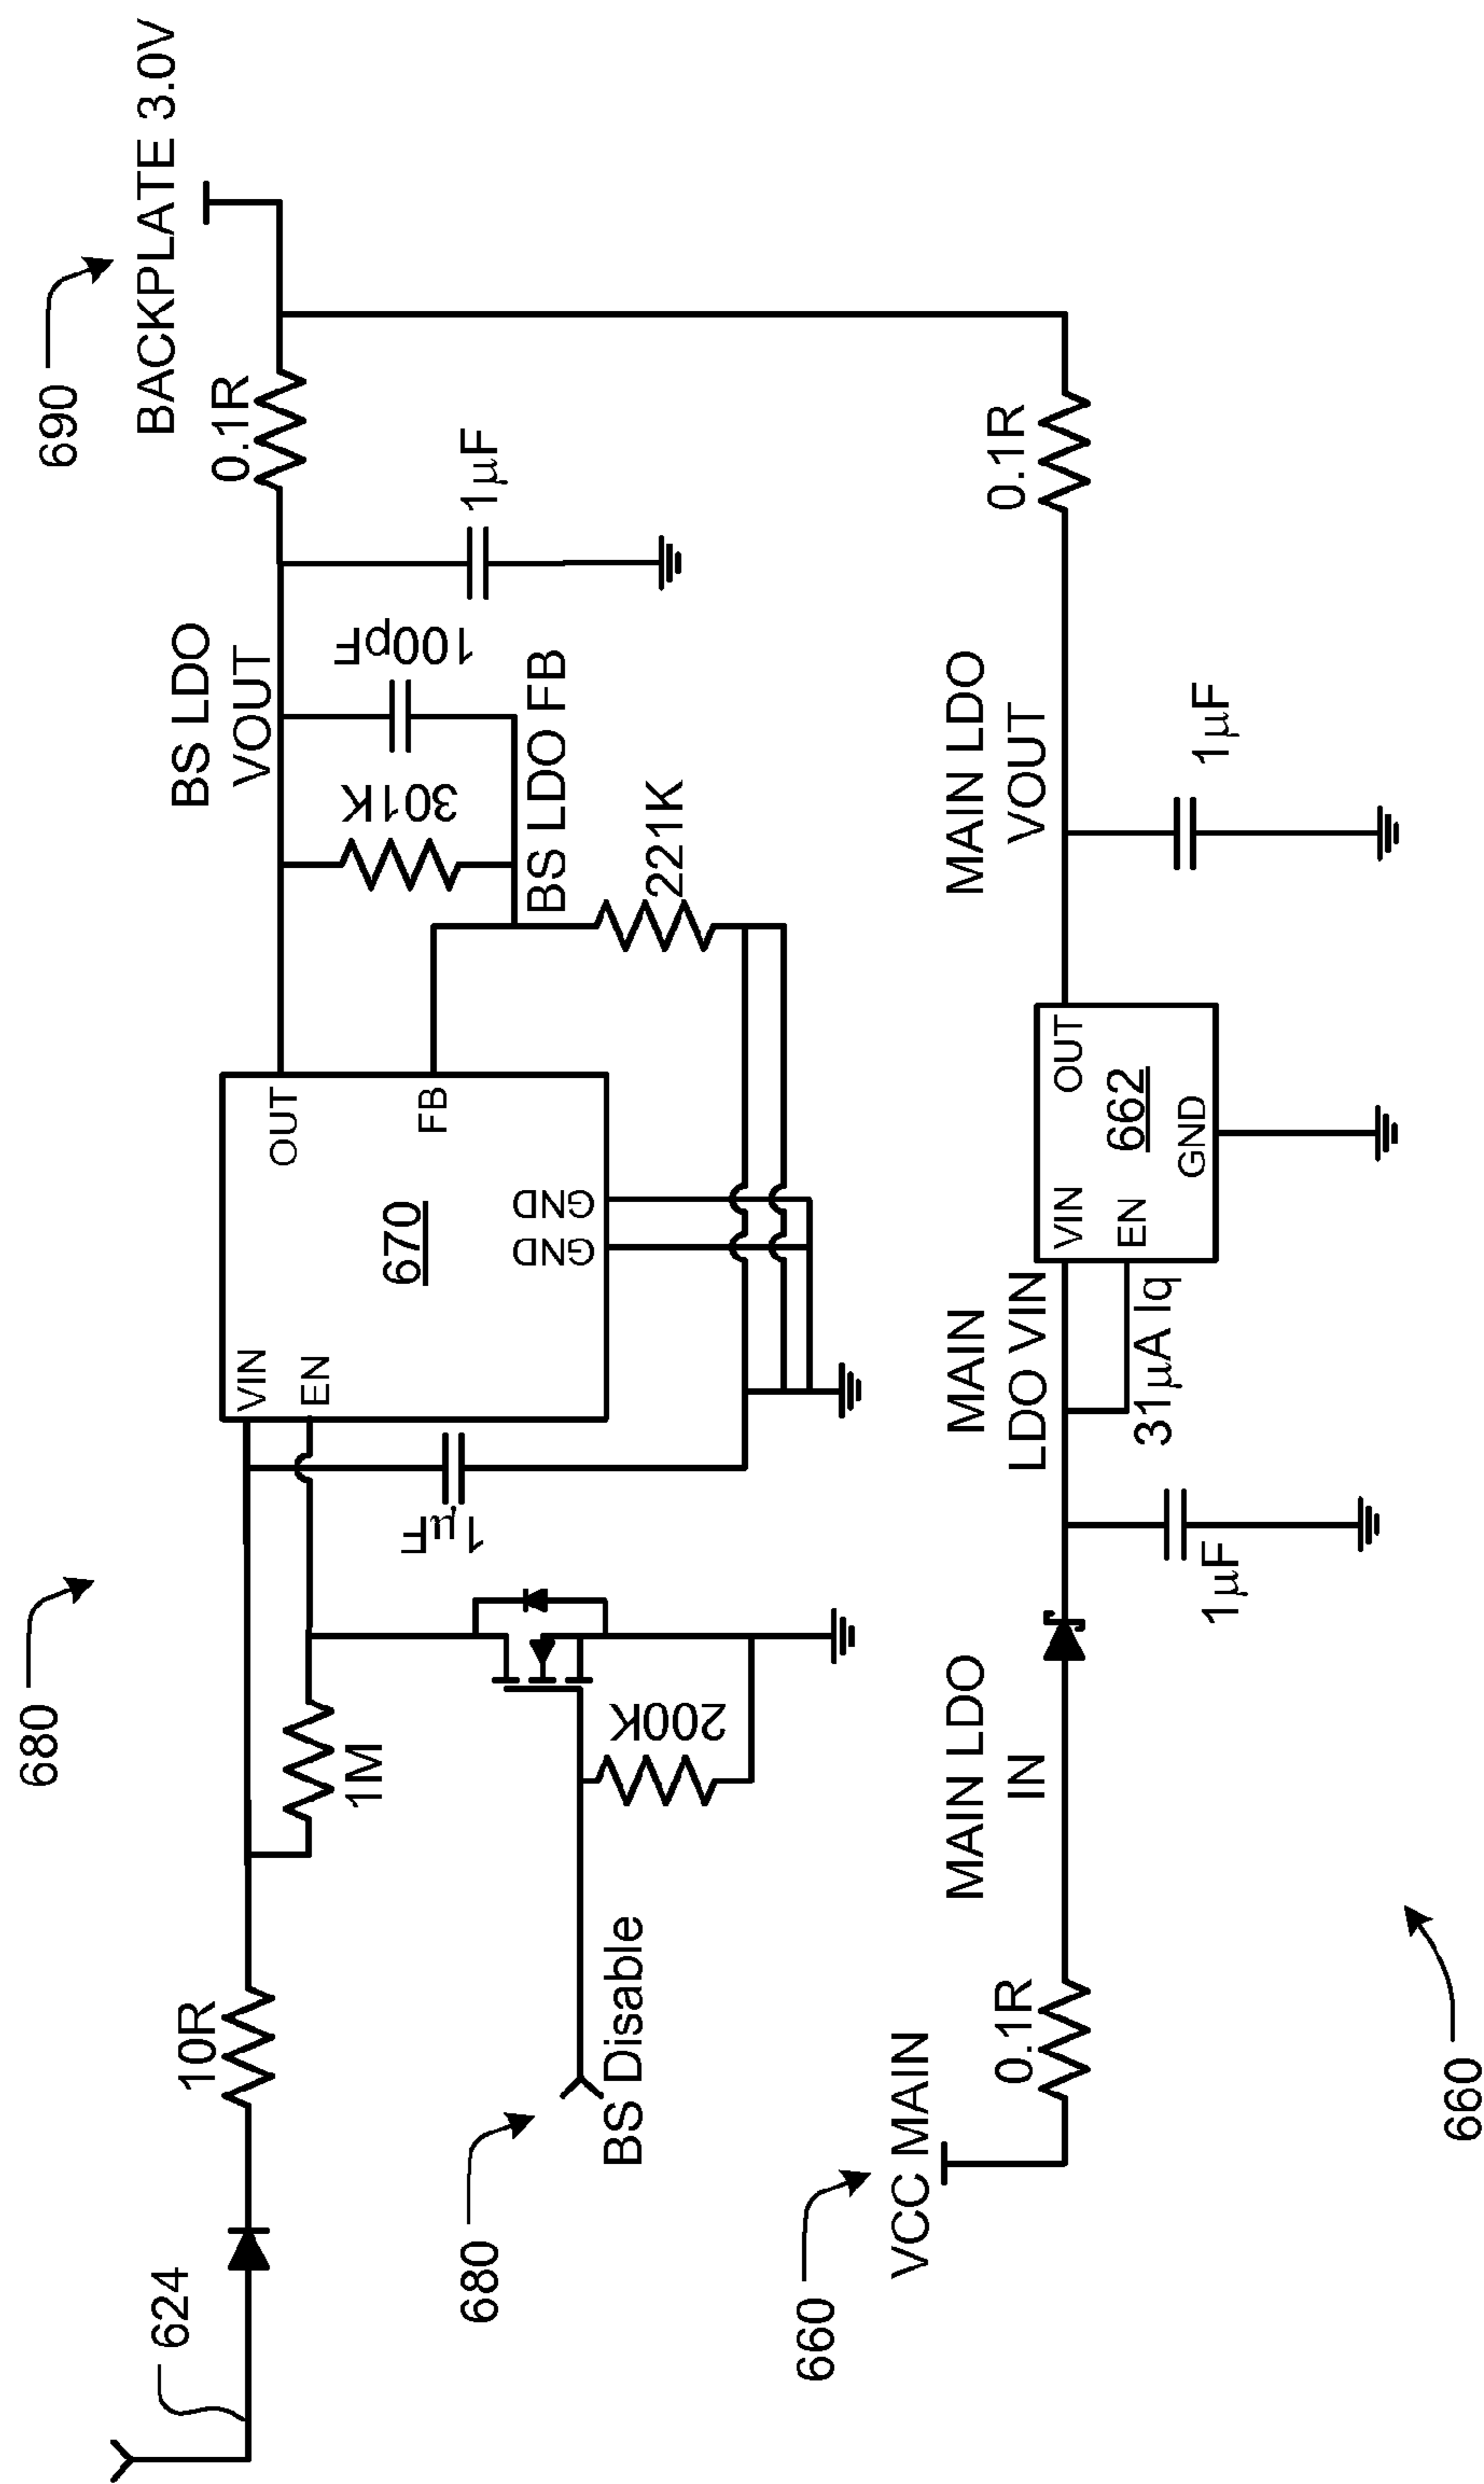 690
BACKPLATE 3.0V
680
624
10R
1M
VIN
EN
OUT
FB
670
GND
GND
BS LDO
VOUT
0.1R
301K
100pF
1µF
BS LDO FB
221K
1µF
200K
680
BS Disable
660
VCC MAIN
0.1R
MAIN LDO
IN
1µF
MAIN
LDO VIN
31µA Iq
VIN
EN
OUT
662
GND
MAIN LDO
VOUT
1µF
0.1R
660